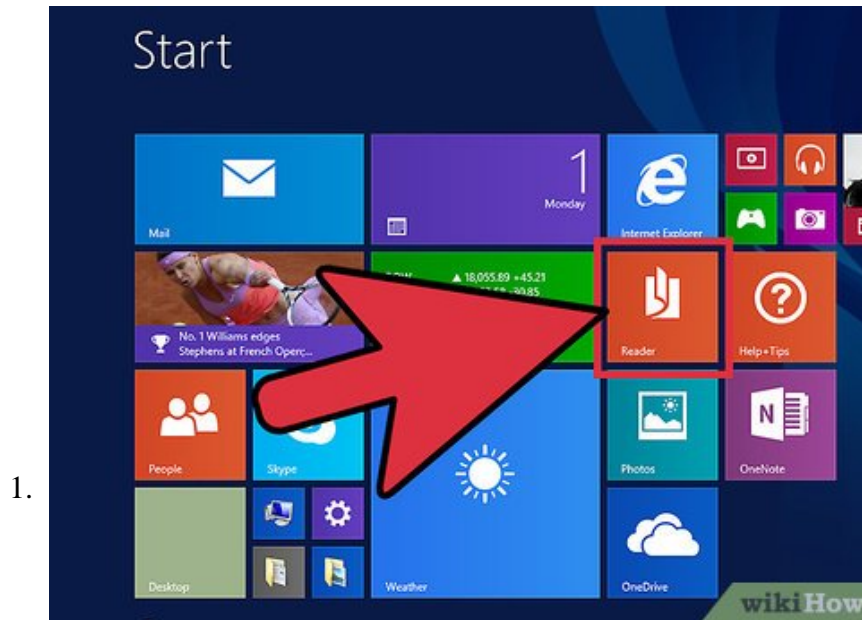 Start
Mail
1
Monday
Internet Explorer
No. 1 Williams edges
Stephens at French Open;...
▲ 18,055.89 +45.21
Reader
Help+Tips
People
Skype
Photos
N
OneNote
1.
Desktop
Weather
OneDrive
wikiHow